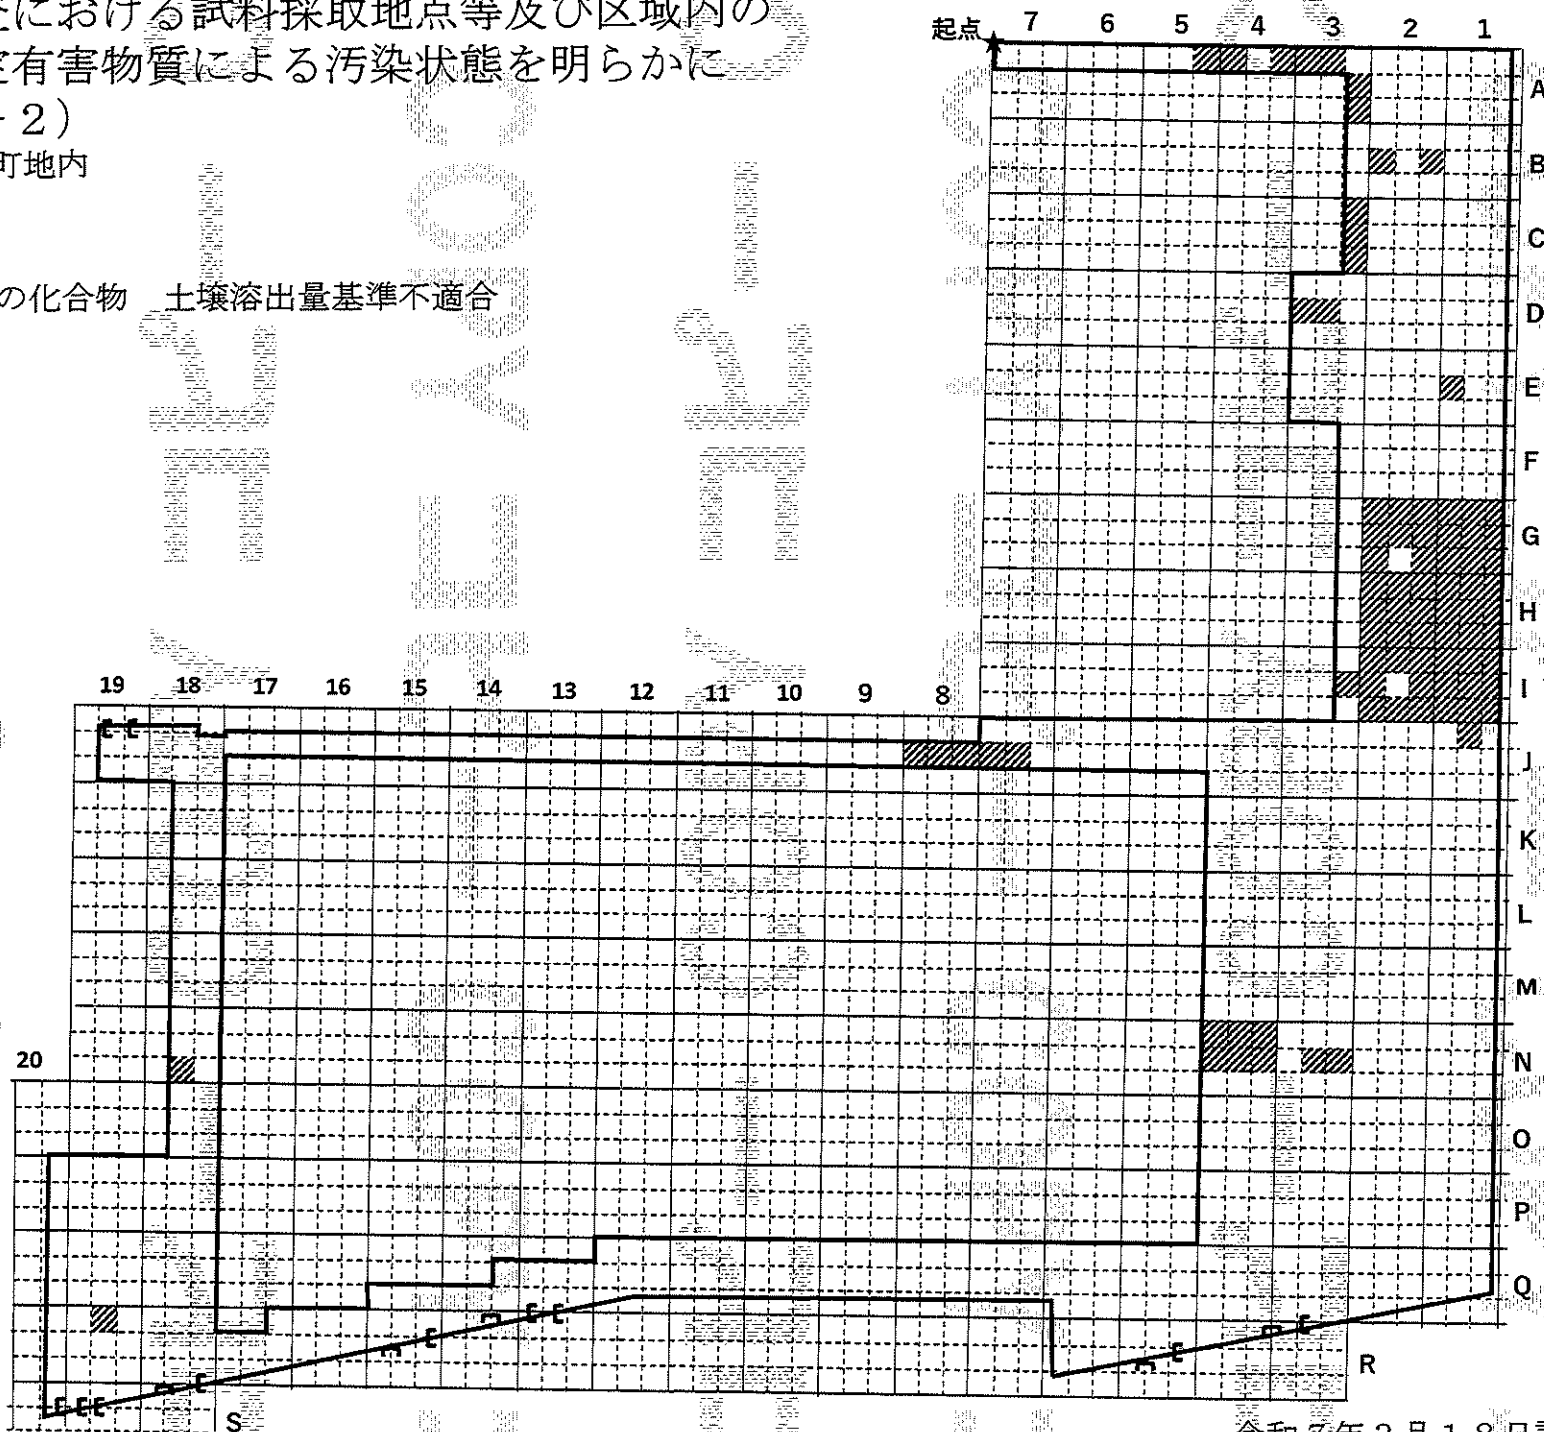 における試料採取地点等及び区域内の
有害物質による汚染状態を明らかに
-2)
町地内
の化合物　土壌溶出量基準不適合
起点 7 6 5 4 3 2 1
A
B
C
D
E
F
G
H
I
19 18 17 16 15 14 13 12 11 10 9 8
J
K
L
M
20
N
O
P
Q
R
S